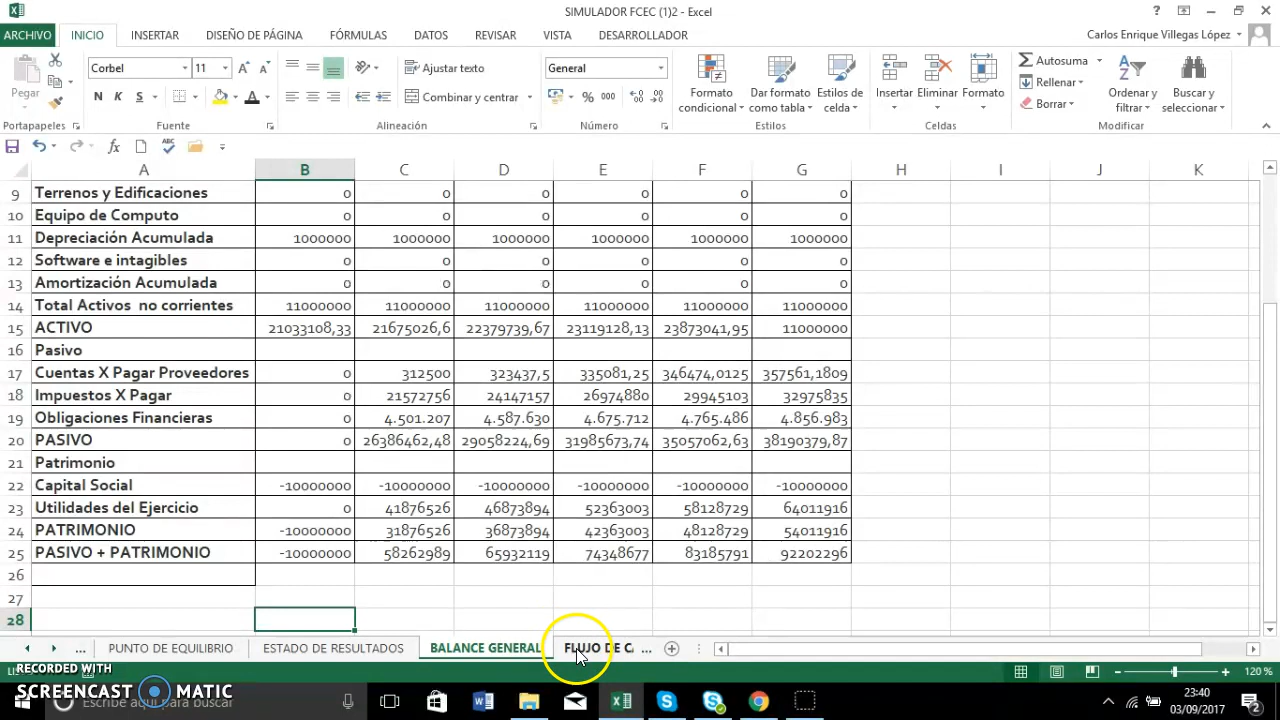 SIMULADOR FCEC (1)2 - Excel
ARCHIVO INICIO INSERTAR DISEÑO DE PÁGINA FÓRMULAS DATOS REVISAR VISTA DESARROLLADOR Carlos Enrique Villegas López
Corbel 11 Ajustar texto General Autosuma
Pegar N K S Combinar y centrar % 000 Formato condicional Dar formato como tabla Estilos de celda Insertar Eliminar Formato Rellenar Borrar Ordenar y filtrar Buscar y seleccionar
Portapapeles Fuente Alineación Número Estilos Celdas Modificar
A B C D E F G H I J K
9 Terrenos y Edificaciones 0 0 0 0 0 0
10 Equipo de Computo 0 0 0 0 0 0
11 Depreciación Acumulada 1000000 1000000 1000000 1000000 1000000 1000000
12 Software e intagibles 0 0 0 0 0 0
13 Amortización Acumulada 0 0 0 0 0 0
14 Total Activos no corrientes 11000000 11000000 11000000 11000000 11000000 11000000
15 ACTIVO 21033108,33 21675026,6 22379739,67 23119128,13 23873041,95 11000000
16 Pasivo
17 Cuentas X Pagar Proveedores 0 312500 323437,5 335081,25 346474,0125 357561,1809
18 Impuestos X Pagar 0 21572756 24147157 26974880 29945103 32975835
19 Obligaciones Financieras 0 4.501.207 4.587.630 4.675.712 4.765.486 4.856.983
20 PASIVO 0 26386462,48 29058224,69 31985673,74 35057062,63 38190379,87
21 Patrimonio
22 Capital Social -10000000 -10000000 -10000000 -10000000 -10000000 -10000000
23 Utilidades del Ejercicio 0 41876526 46873894 52363003 58128729 64011916
24 PATRIMONIO -10000000 31876526 36873894 42363003 48128729 54011916
25 PASIVO + PATRIMONIO -10000000 58262989 65932119 74348677 83185791 92202296
26
27
28
... PUNTO DE EQUILIBRIO ESTADO DE RESULTADOS BALANCE GENERAL FLUJO DE C ...
RECORDED WITH
SCREENCAST MATIC
120 %
Escribe aquí para buscar
23:40
03/09/2017
2